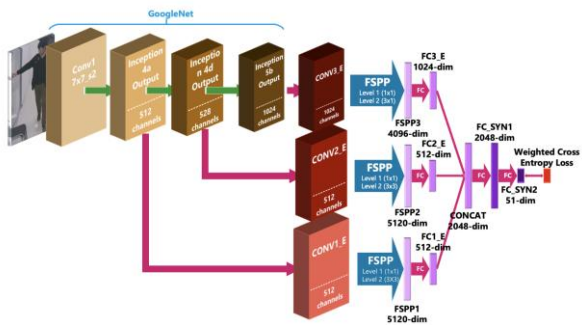 GoogleNet
Conv1
7x7_s2
Inception
4a
Output
512
channels
Inceptio
n 4d
Output
528
channels
Inception
5b
Output
1024
channels
CONV3_E
1024
channels
FSPP
Level 1 (1x1)
Level 2 (3x1)
FSPP3
4096-dim
FC
FC3_E
1024-dim
CONV2_E
512
channels
FSPP
Level 1 (1x1)
Level 2 (3x3)
FSPP2
5120-dim
FC
FC2_E
512-dim
CONV1_E
512
channels
FSPP
Level 1 (1x1)
Level 2 (3X3)
FSPP1
5120-dim
FC
FC1_E
512-dim
CONCAT
2048-dim
FC
FC_SYN1
2048-dim
FC
FC_SYN2
51-dim
Weighted Cross
Entropy Loss